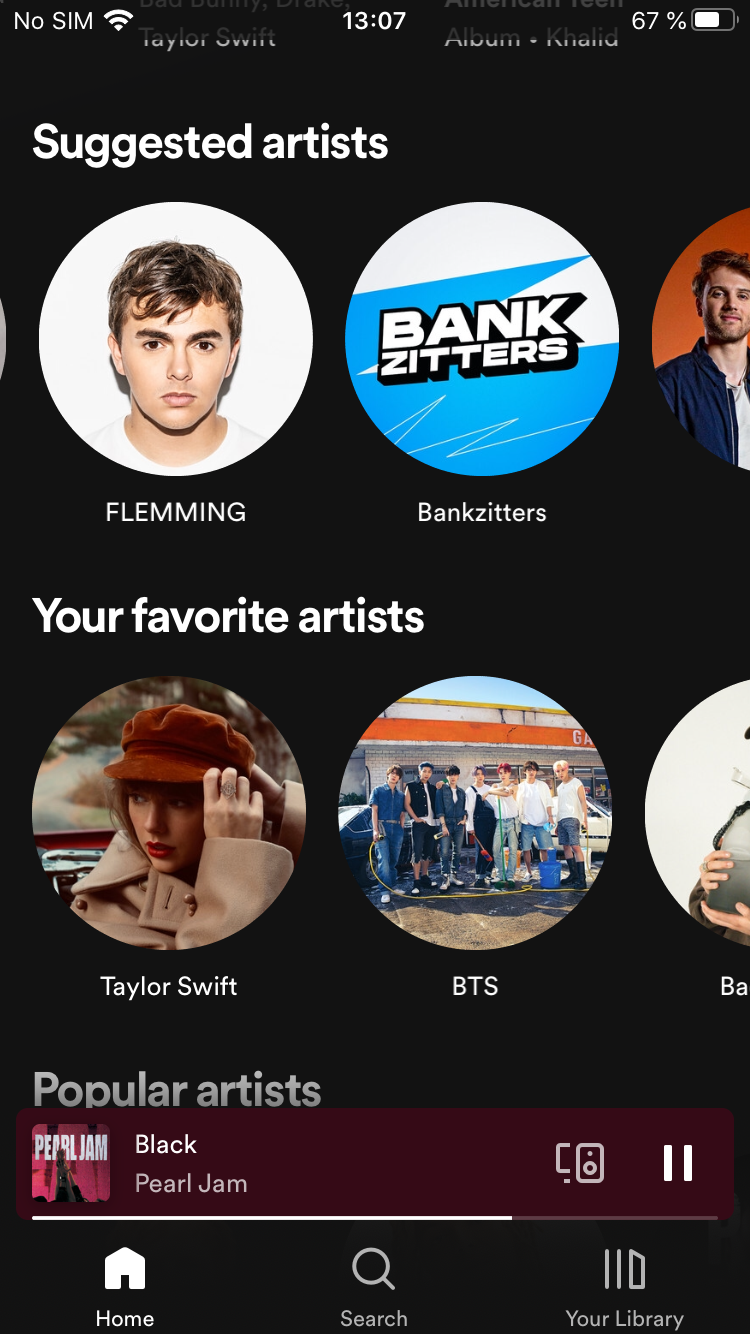 Bad Bunny, Drake,
American Teen
No SIM 13:07 67 %
Taylor Swift
Album • Khalid
Suggested artists
BANK
ZITTERS
FLEMMING
Bankzitters
Your favorite artists
GA
Taylor Swift
BTS
Ba
Popular artists
PEARL JAM
Black
Pearl Jam
Home
Search
Your Library